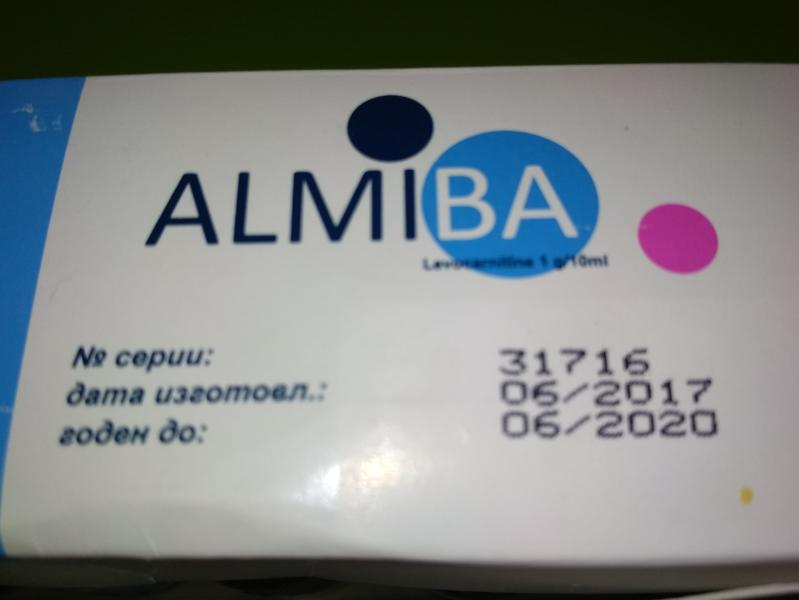 ALMIBA
Levocarnitine 1 g/10ml
№ серии: 31716
дата изготовл.: 06/2017
годен до: 06/2020